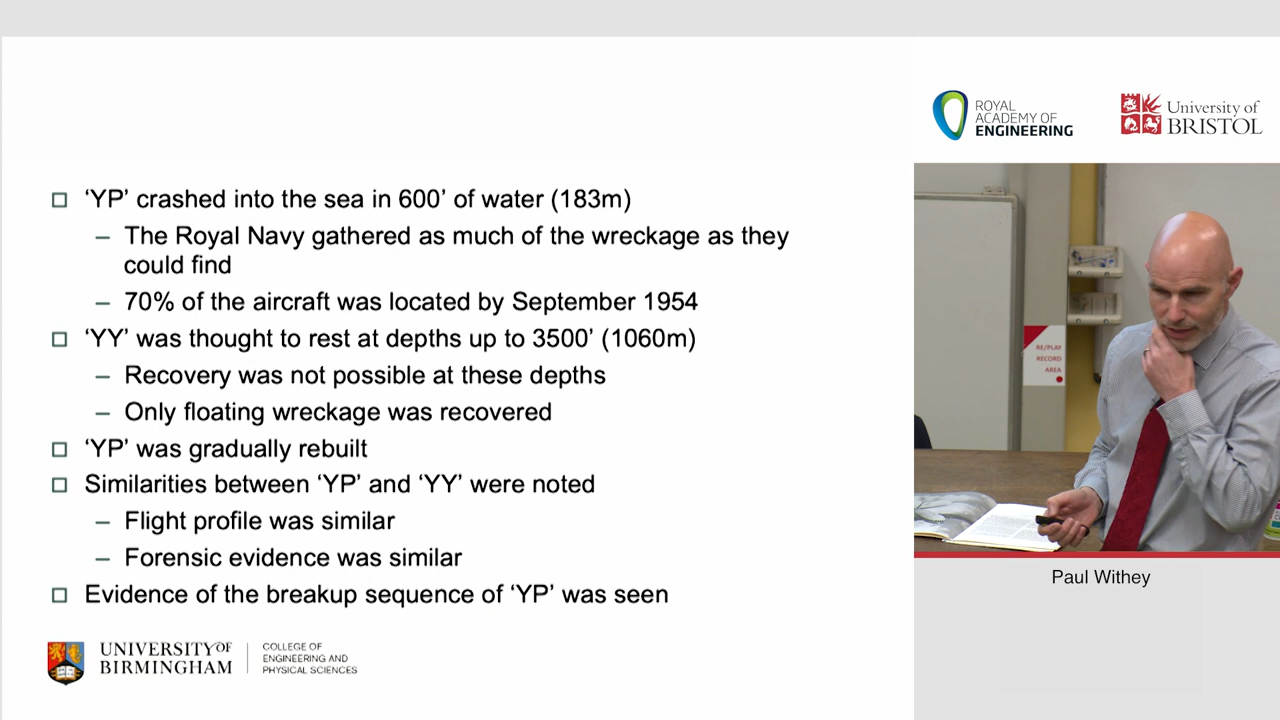 ROYAL
ACADEMY OF
ENGINEERING
University of
BRISTOL
‘YP’ crashed into the sea in 600’ of water (183m)
– The Royal Navy gathered as much of the wreckage as they
could find
– 70% of the aircraft was located by September 1954
‘YY’ was thought to rest at depths up to 3500’ (1060m)
– Recovery was not possible at these depths
– Only floating wreckage was recovered
‘YP’ was gradually rebuilt
Similarities between ‘YP’ and ‘YY’ were noted
– Flight profile was similar
– Forensic evidence was similar
Evidence of the breakup sequence of ‘YP’ was seen
RE/PLAY
RECORD
AREA
Paul Withey
UNIVERSITY OF
BIRMINGHAM
COLLEGE OF
ENGINEERING AND
PHYSICAL SCIENCES